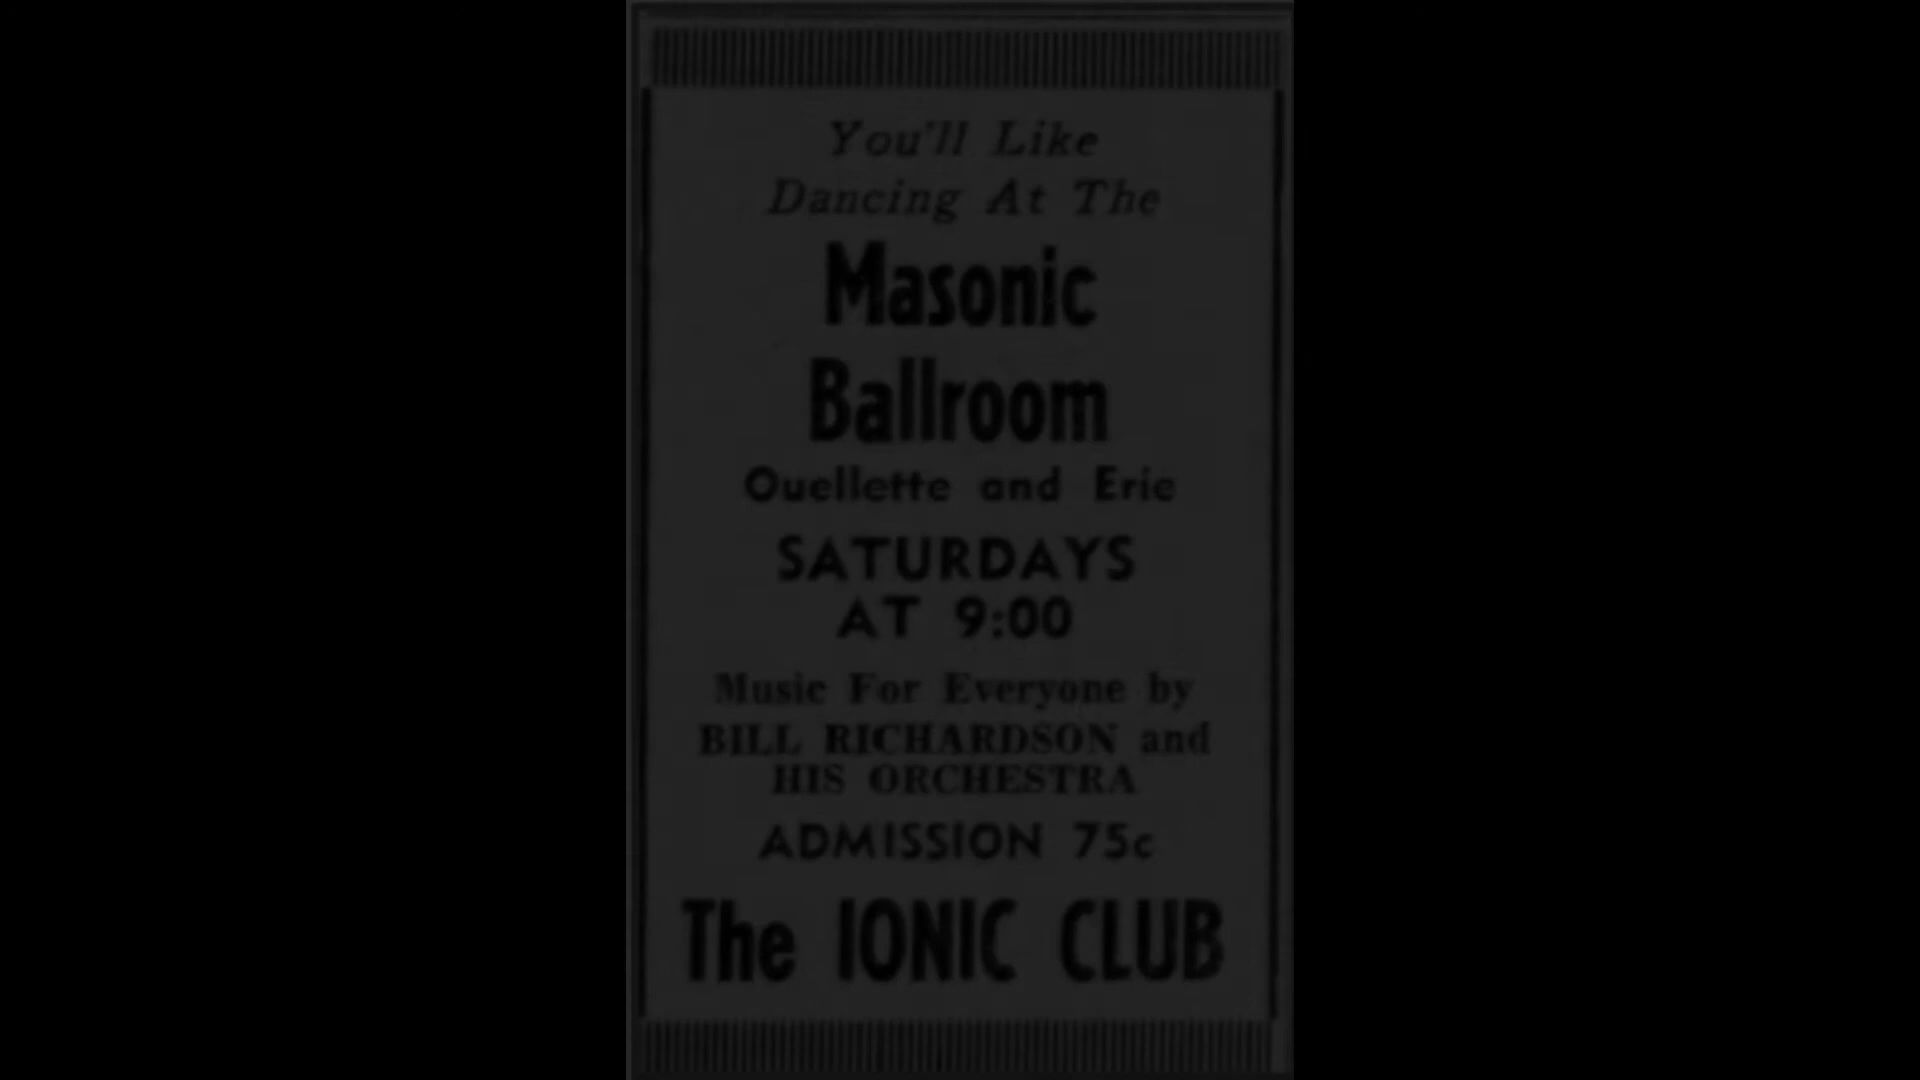 You'll Like
Dancing At The
Masonic
Ballroom
Ouellette and Erie
SATURDAYS
AT 9:00
Music For Everyone by
BILL RICHARDSON and
HIS ORCHESTRA
ADMISSION 75c
The IONIC CLUB